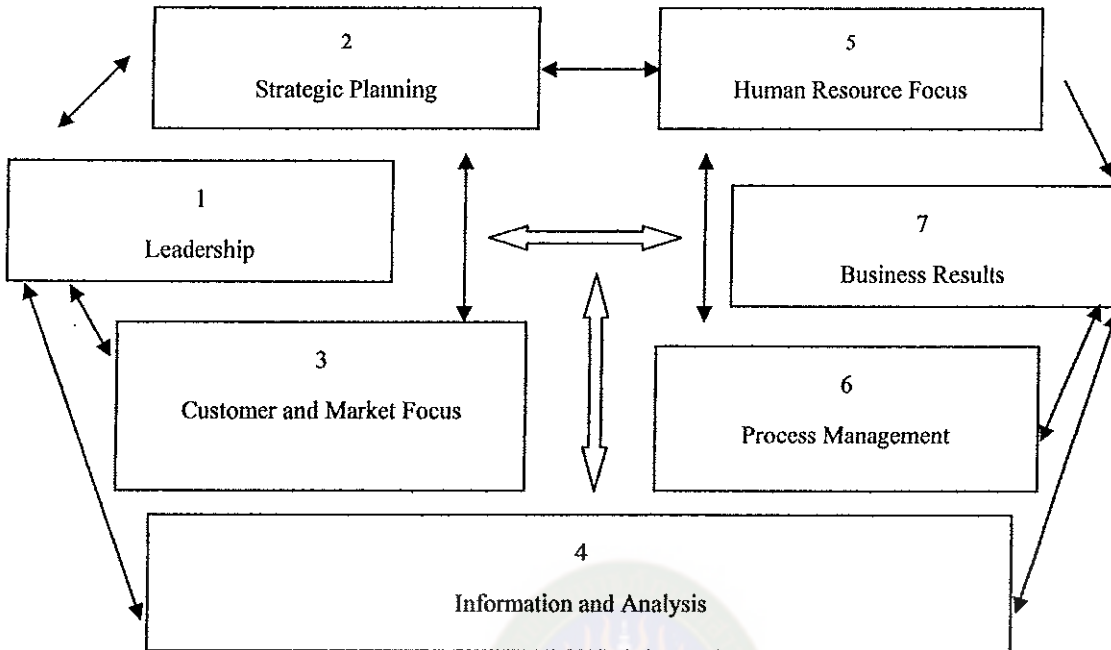 2
Strategic Planning
5
Human Resource Focus
1
Leadership
7
Business Results
3
Customer and Market Focus
6
Process Management
4
Information and Analysis